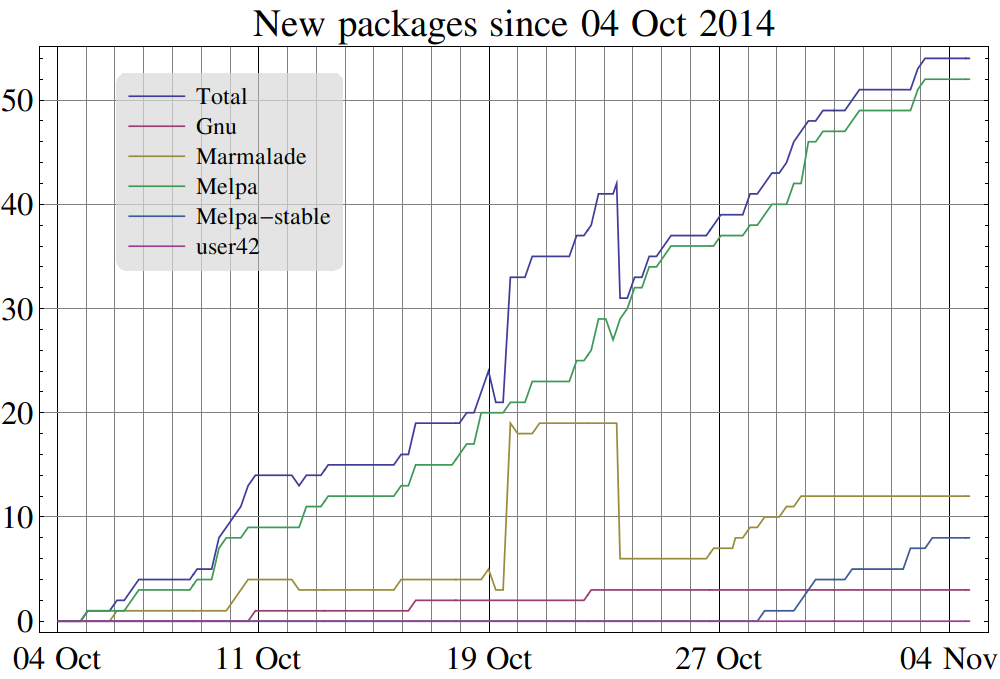 New packages since 04 Oct 2014
Total
Gnu
Marmalade
Melpa
Melpa-stable
user42
50
40
30
20
10
0
04 Oct 11 Oct 19 Oct 27 Oct 04 Nov